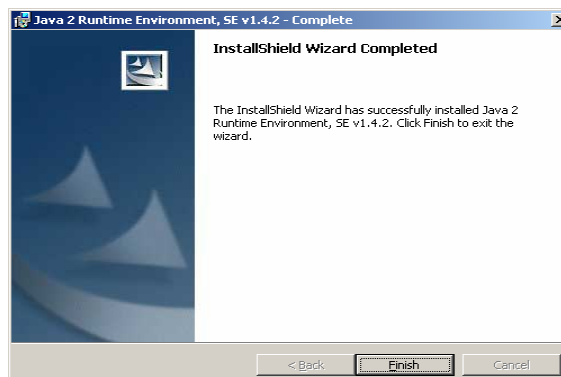 Java 2 Runtime Environment, SE v1.4.2 - Complete
InstallShield Wizard Completed
The InstallShield Wizard has successfully installed Java 2
Runtime Environment, SE v1.4.2. Click Finish to exit the
wizard.
< Back Finish Cancel